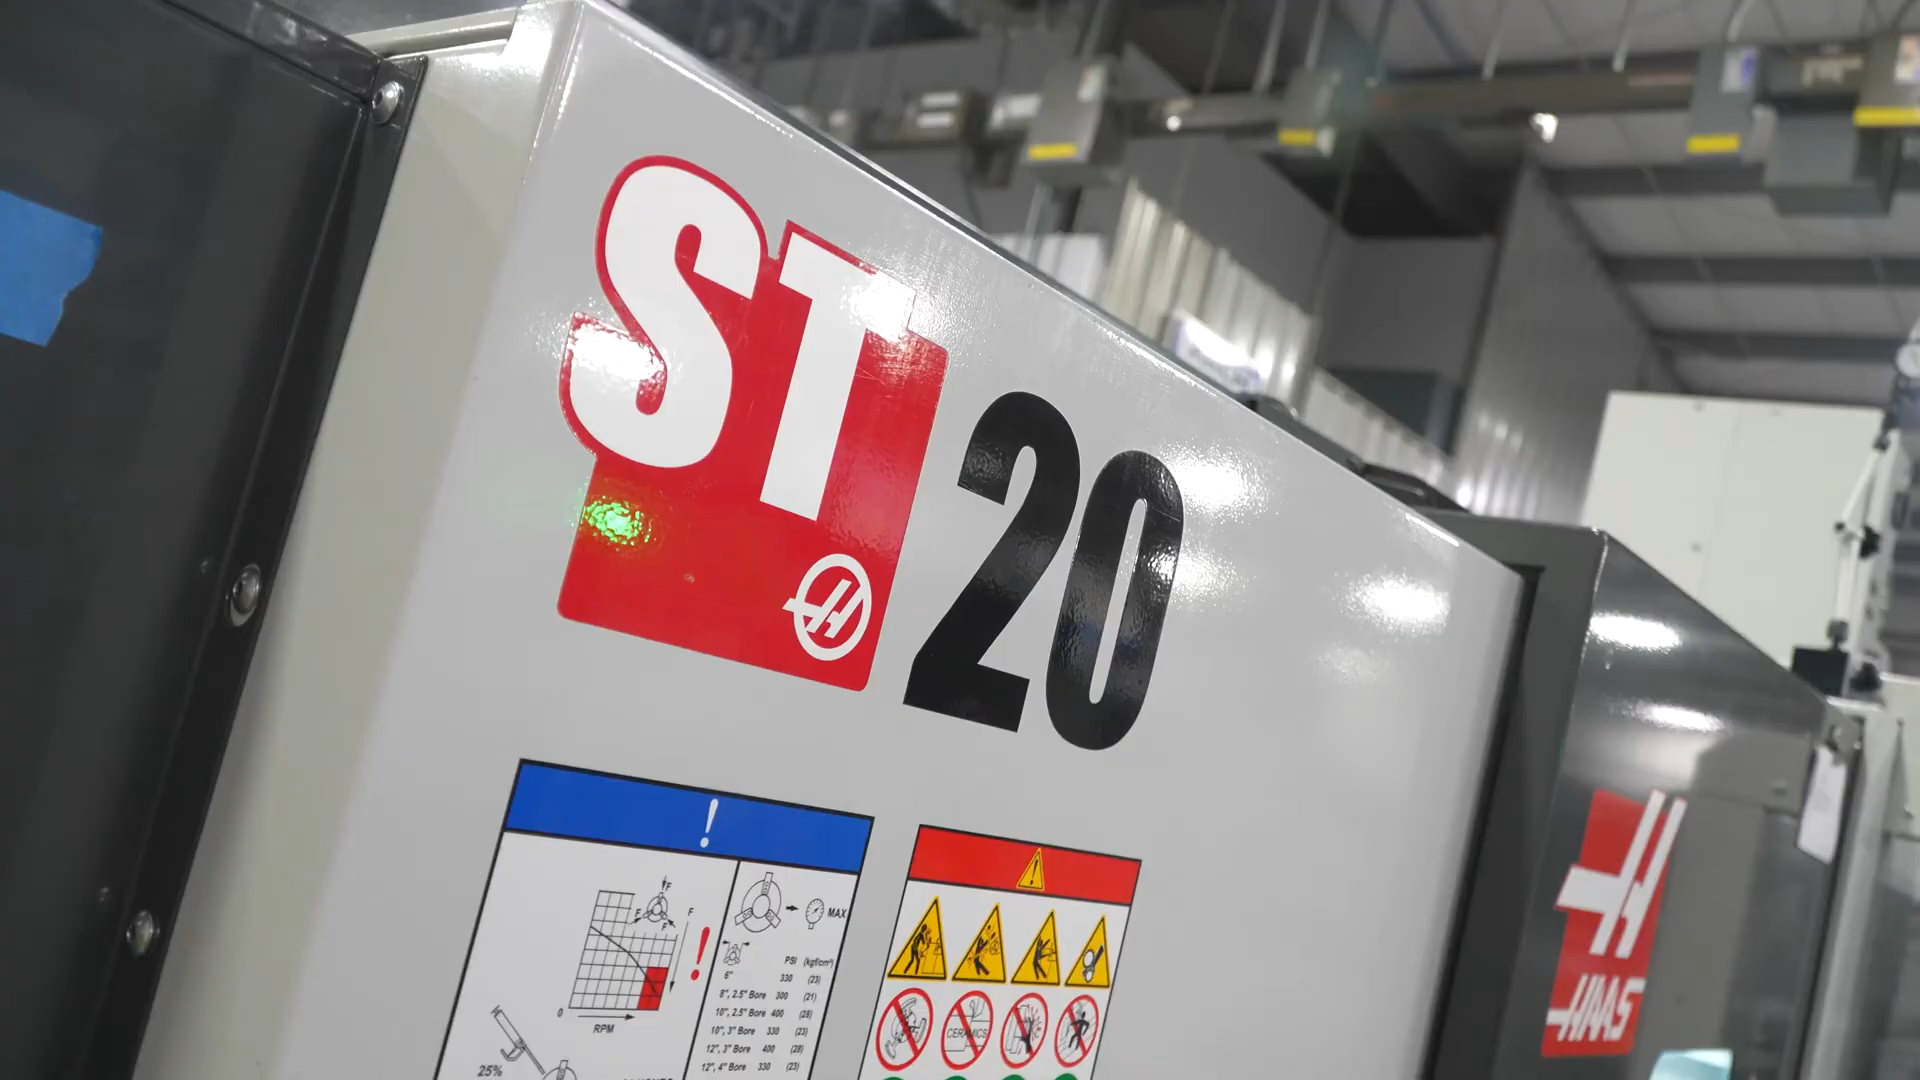 ST 20
!
MAX
F
F
F
F
!
PSI (kgf/cm²)
6" 330 (23)
8", 2.5" Bore 300 (21)
10", 2.5" Bore 400 (28)
10", 3" Bore 330 (23)
12", 3" Bore 400 (28)
12", 4" Bore 330 (23)
0
RPM
25%
CERAMICS
HAAS